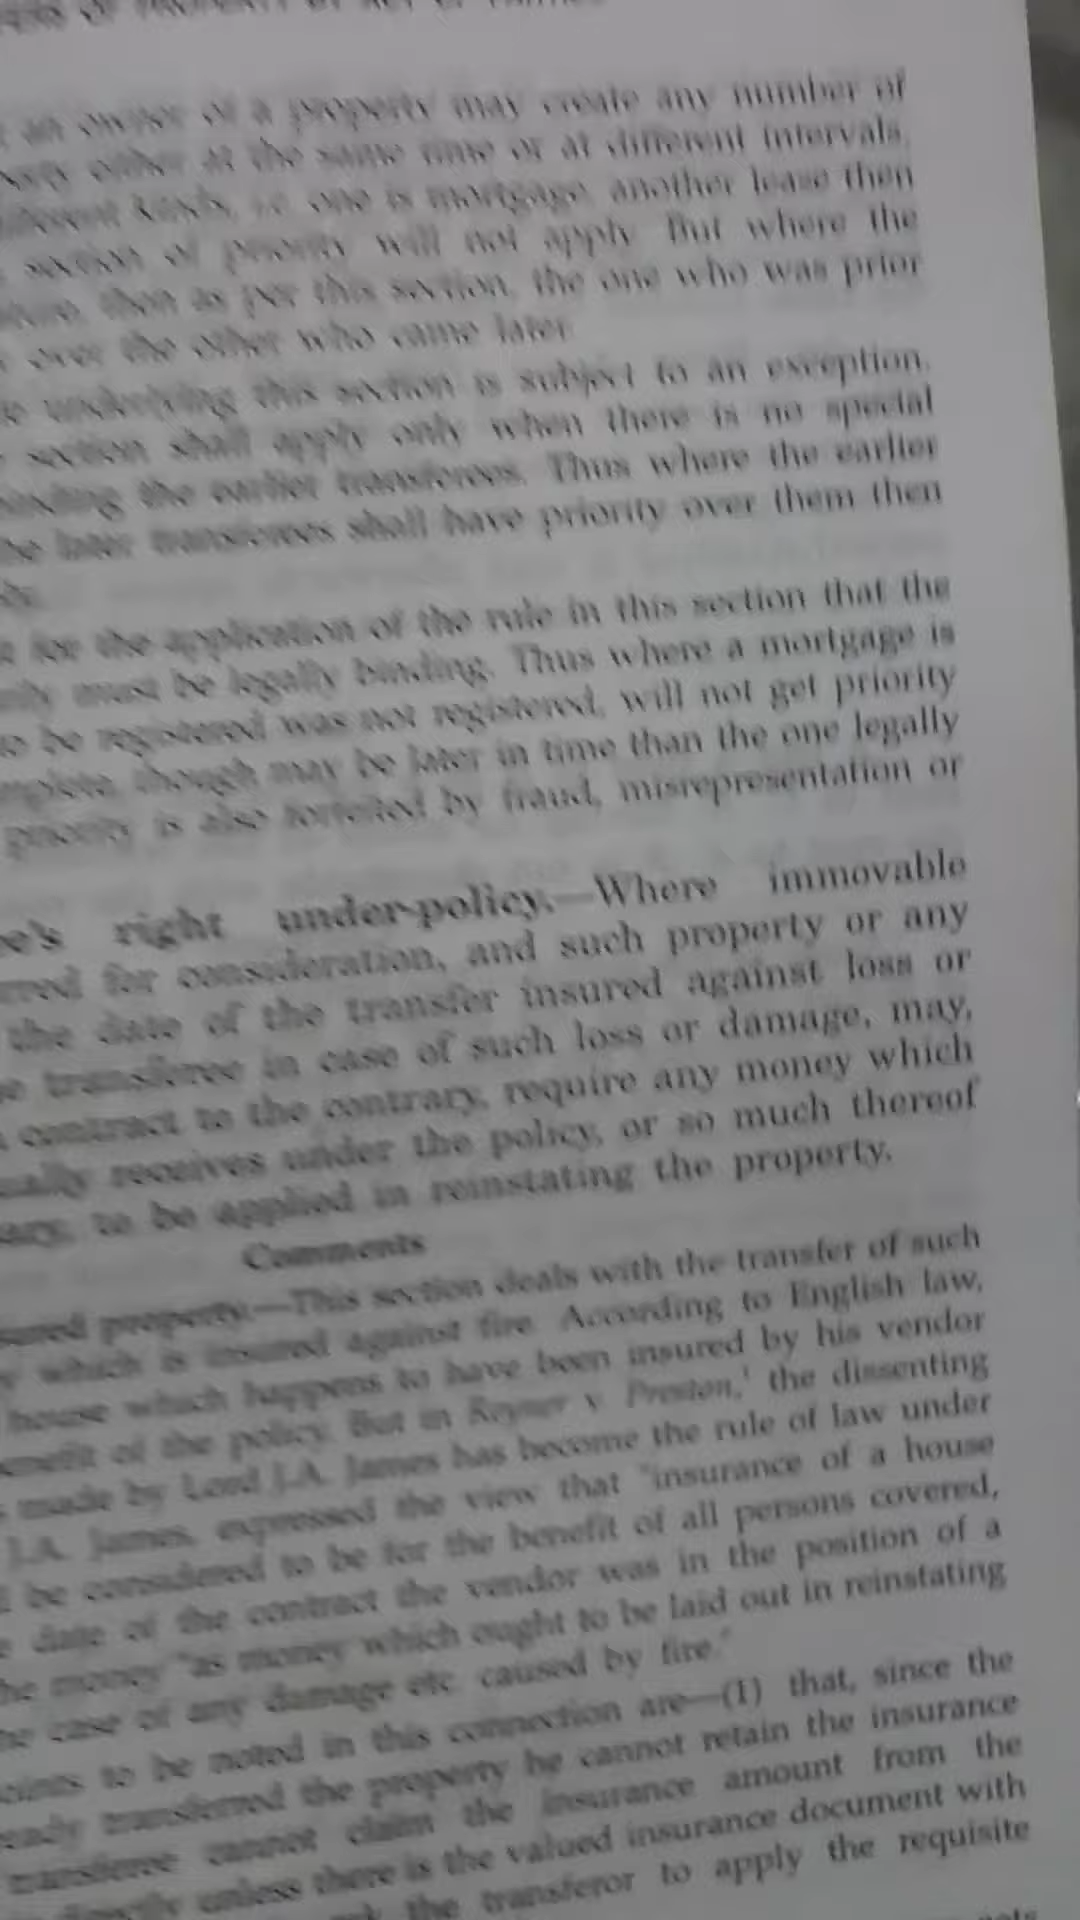 OF PROPERTY BY ACT OF PARTIES
an owner of a property may create any number of
either at the same time or at different intervals,
different kinds, i.e. one is mortgage, another lease then
section of priority will not apply. But where the
then as per this section, the one who was prior
over the other who came later.
underlying this section is subject to an exception,
section shall apply only when there is no special
binding the earlier transferees. Thus where the earlier
the later transferees shall have priority over them then
for the application of the rule in this section that the
must be legally binding. Thus where a mortgage is
to be registered was not registered, will not get priority
though may be later in time than the one legally
priority is also forfeited by fraud, misrepresentation or
right under-policy.—Where immovable
for consideration, and such property or any
the date of the transfer insured against loss or
transferee in case of such loss or damage, may,
contract to the contrary, require any money which
receives under the policy, or so much thereof
to be applied in reinstating the property.
Comments
property.—This section deals with the transfer of such
which is insured against fire. According to English law,
house which happens to have been insured by his vendor
of the policy. But in Reyner v. Preston,¹ the dissenting
made by Lord J.A. James has become the rule of law under
J.A. James, expressed the view that "insurance of a house
be considered to be for the benefit of all persons covered,
date of the contract the vendor was in the position of a
money "as money which ought to be laid out in reinstating
case of any damage etc. caused by fire."
to be noted in this connection are—(1) that, since the
transferred the property he cannot retain the insurance
transferee cannot claim the insurance amount from the
directly unless there is the valued insurance document with
the transferor to apply the requisite